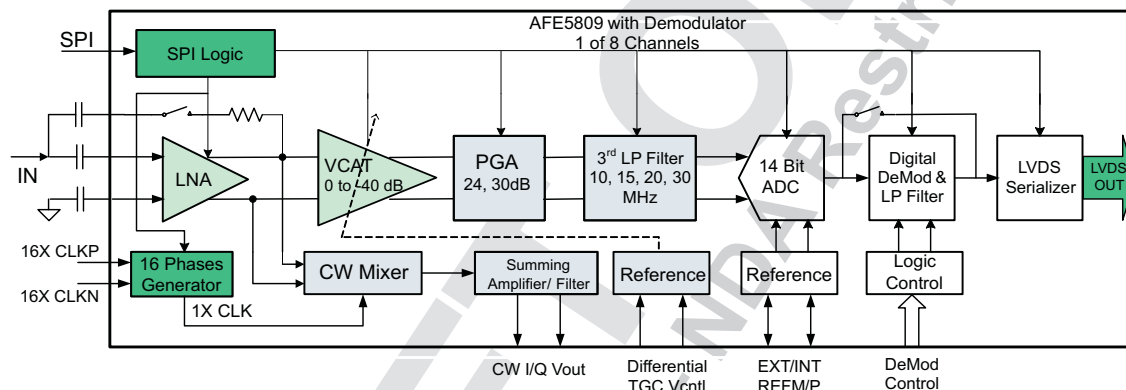 AFE5809 with Demodulator
1 of 8 Channels
SPI
SPI Logic
IN
LNA
VCAT
0 to -40 dB
PGA
24, 30dB
3rd LP Filter
10, 15, 20, 30
MHz
14 Bit
ADC
Digital
DeMod &
LP Filter
LVDS
Serializer
LVDS
OUT
16X CLKP
16X CLKN
16 Phases
Generator
1X CLK
CW Mixer
Summing
Amplifier/ Filter
Reference
Reference
Logic
Control
CW I/Q Vout
Differential
TGC Vcntl
EXT/INT
REFM/P
DeMod
Control
NDA Restri